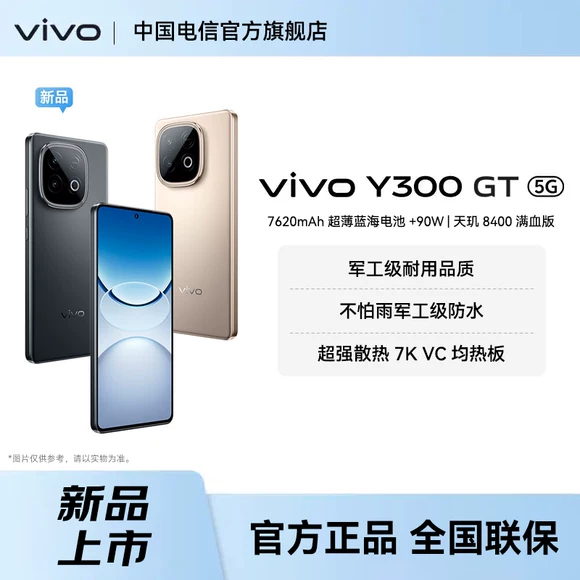 vivo 中国电信官方旗舰店
新品
vivo
vivo
vivo Y300 GT 5G
7620mAh 超薄蓝海电池 +90W | 天玑 8400 满血版
军工级耐用品质
不怕雨军工级防水
超强散热 7K VC 均热板
*图片仅供参考，请以实物为准。
新品
上市
官方正品 全国联保